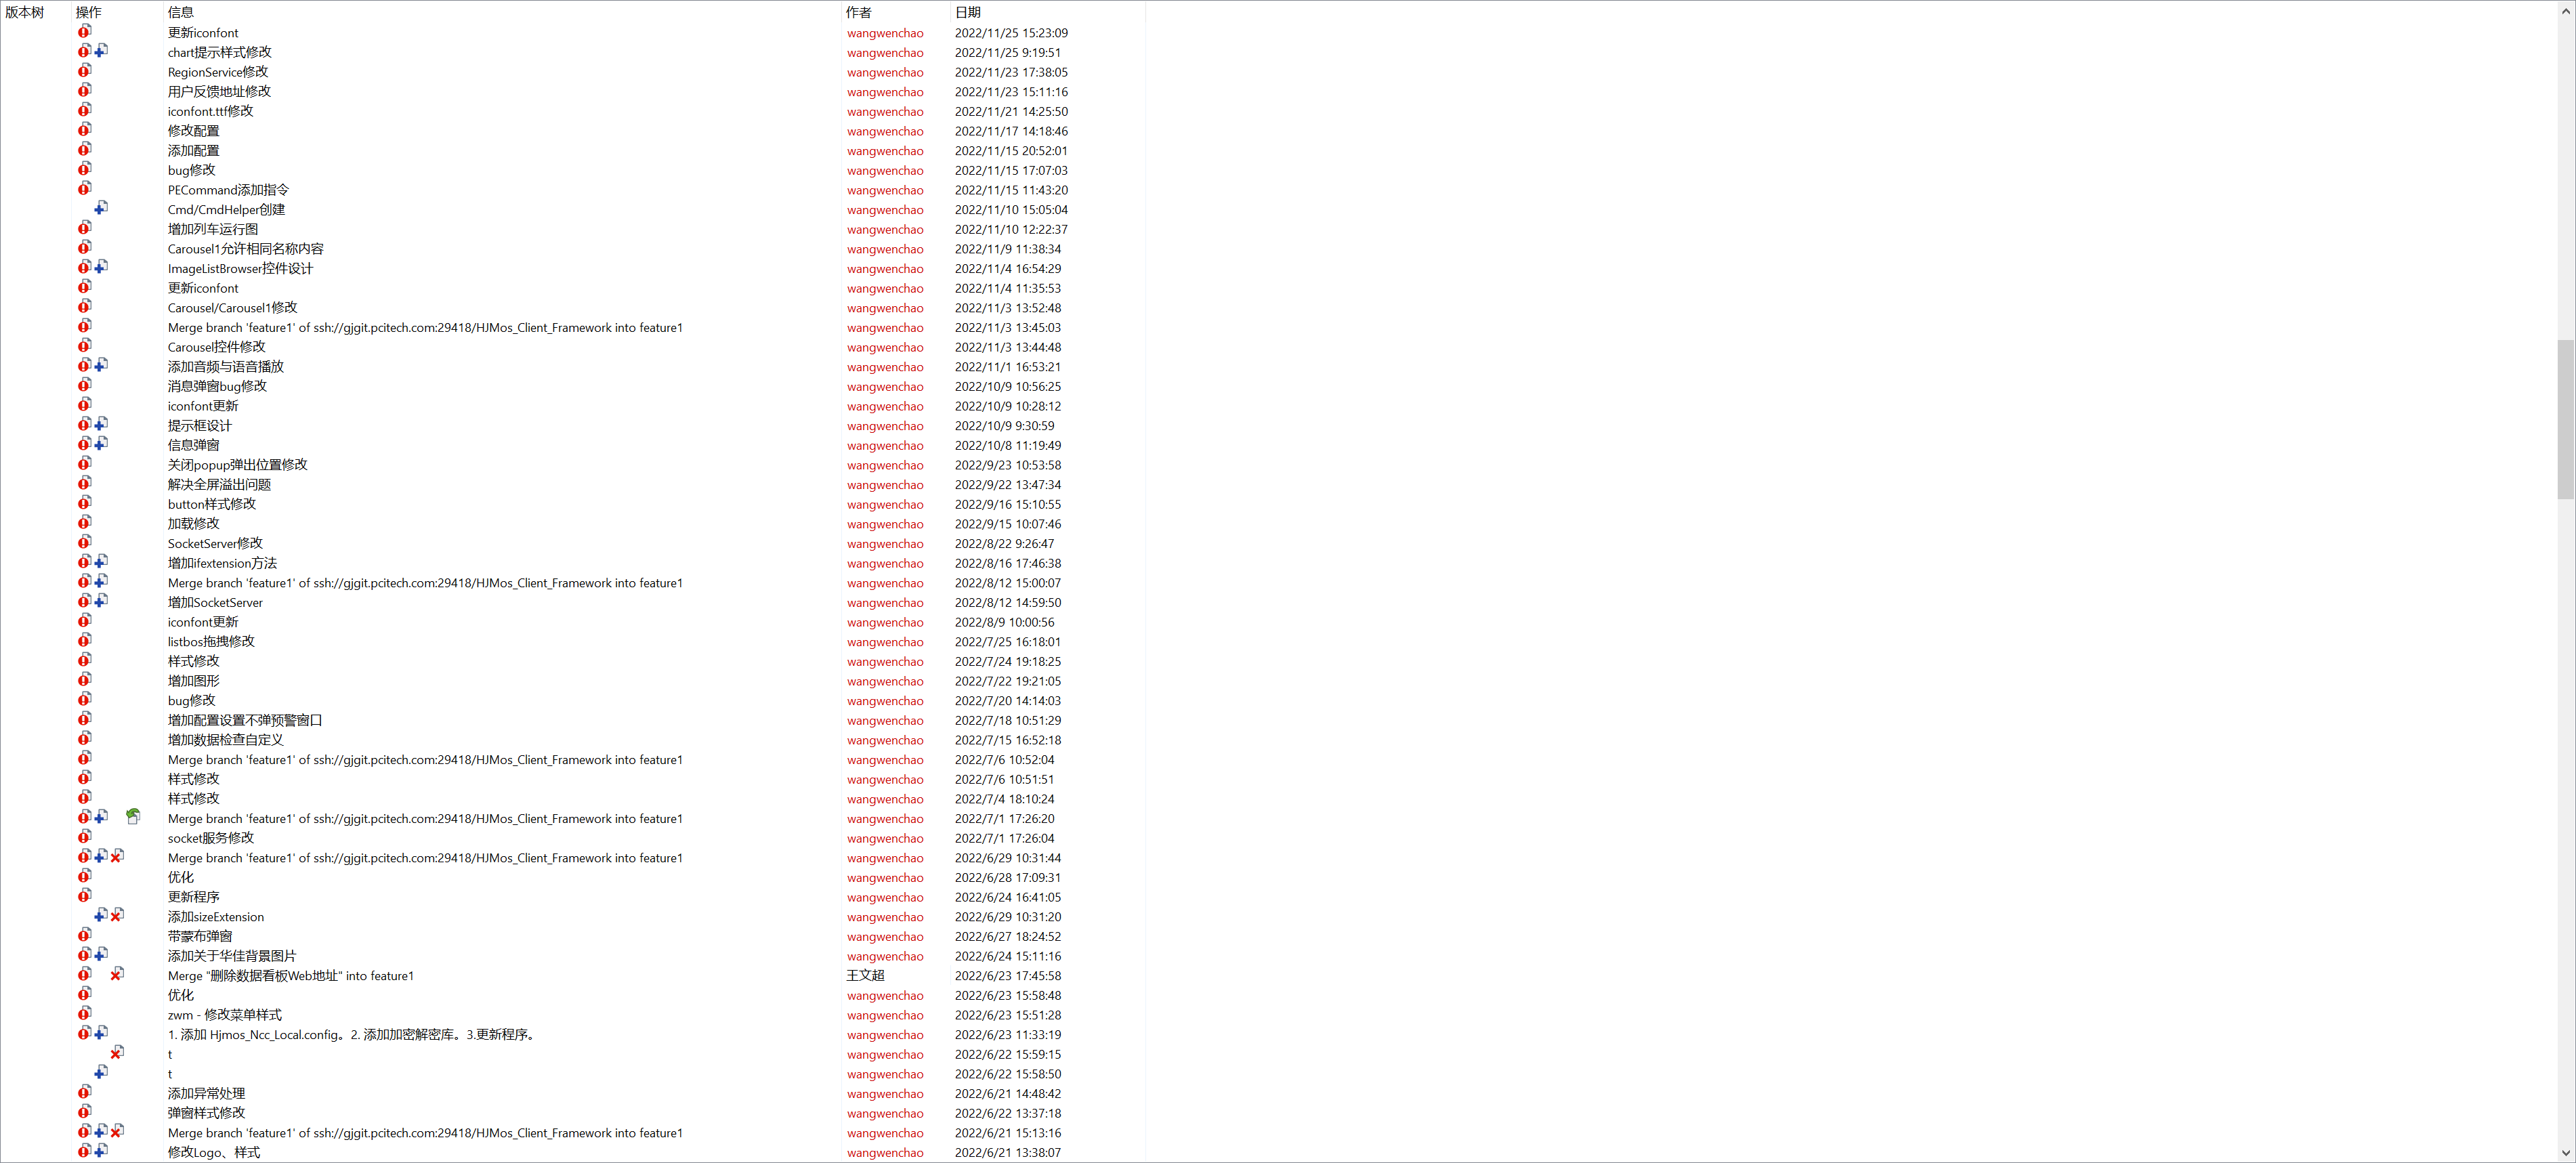 版本树 操作 信息 作者 日期
更新iconfont wangwenchao 2022/11/25 15:23:09
chart提示样式修改 wangwenchao 2022/11/25 9:19:51
RegionService修改 wangwenchao 2022/11/23 17:38:05
用户反馈地址修改 wangwenchao 2022/11/23 15:11:16
iconfont.ttf修改 wangwenchao 2022/11/21 14:25:50
修改配置 wangwenchao 2022/11/17 14:18:46
添加配置 wangwenchao 2022/11/15 20:52:01
bug修改 wangwenchao 2022/11/15 17:07:03
PECommand添加指令 wangwenchao 2022/11/15 11:43:20
Cmd/CmdHelper创建 wangwenchao 2022/11/10 15:05:04
增加列车运行图 wangwenchao 2022/11/10 12:22:37
Carousel1允许相同名称内容 wangwenchao 2022/11/9 11:38:34
ImageListBrowser控件设计 wangwenchao 2022/11/4 16:54:29
更新iconfont wangwenchao 2022/11/4 11:35:53
Carousel/Carousel1修改 wangwenchao 2022/11/3 13:52:48
Merge branch 'feature1' of ssh://gjgit.pcitech.com:29418/HJMos_Client_Framework into feature1 wangwenchao 2022/11/3 13:45:03
Carousel控件修改 wangwenchao 2022/11/3 13:44:48
添加音频与语音播放 wangwenchao 2022/11/1 16:53:21
消息弹窗bug修改 wangwenchao 2022/10/9 10:56:25
iconfont更新 wangwenchao 2022/10/9 10:28:12
提示框设计 wangwenchao 2022/10/9 9:30:59
信息弹窗 wangwenchao 2022/10/8 11:19:49
关闭popup弹出位置修改 wangwenchao 2022/9/23 10:53:58
解决全屏溢出问题 wangwenchao 2022/9/22 13:47:34
button样式修改 wangwenchao 2022/9/16 15:10:55
加载修改 wangwenchao 2022/9/15 10:07:46
SocketServer修改 wangwenchao 2022/8/22 9:26:47
增加ifextension方法 wangwenchao 2022/8/16 17:46:38
Merge branch 'feature1' of ssh://gjgit.pcitech.com:29418/HJMos_Client_Framework into feature1 wangwenchao 2022/8/12 15:00:07
增加SocketServer wangwenchao 2022/8/12 14:59:50
iconfont更新 wangwenchao 2022/8/9 10:00:56
listbos拖拽修改 wangwenchao 2022/7/25 16:18:01
样式修改 wangwenchao 2022/7/24 19:18:25
增加图形 wangwenchao 2022/7/22 19:21:05
bug修改 wangwenchao 2022/7/20 14:14:03
增加配置设置不弹预警窗口 wangwenchao 2022/7/18 10:51:29
增加数据检查自定义 wangwenchao 2022/7/15 16:52:18
Merge branch 'feature1' of ssh://gjgit.pcitech.com:29418/HJMos_Client_Framework into feature1 wangwenchao 2022/7/6 10:52:04
样式修改 wangwenchao 2022/7/6 10:51:51
样式修改 wangwenchao 2022/7/4 18:10:24
Merge branch 'feature1' of ssh://gjgit.pcitech.com:29418/HJMos_Client_Framework into feature1 wangwenchao 2022/7/1 17:26:20
socket服务修改 wangwenchao 2022/7/1 17:26:04
Merge branch 'feature1' of ssh://gjgit.pcitech.com:29418/HJMos_Client_Framework into feature1 wangwenchao 2022/6/29 10:31:44
优化 wangwenchao 2022/6/28 17:09:31
更新程序 wangwenchao 2022/6/24 16:41:05
添加sizeExtension wangwenchao 2022/6/29 10:31:20
带蒙布弹窗 wangwenchao 2022/6/27 18:24:52
添加关于华佳背景图片 wangwenchao 2022/6/24 15:11:16
Merge "删除数据看板Web地址" into feature1 王文超 2022/6/23 17:45:58
优化 wangwenchao 2022/6/23 15:58:48
zwm - 修改菜单样式 wangwenchao 2022/6/23 15:51:28
1. 添加 Hjmos_Ncc_Local.config。2. 添加加密解密库。3.更新程序。 wangwenchao 2022/6/23 11:33:19
t wangwenchao 2022/6/22 15:59:15
t wangwenchao 2022/6/22 15:58:50
添加异常处理 wangwenchao 2022/6/21 14:48:42
弹窗样式修改 wangwenchao 2022/6/22 13:37:18
Merge branch 'feature1' of ssh://gjgit.pcitech.com:29418/HJMos_Client_Framework into feature1 wangwenchao 2022/6/21 15:13:16
修改Logo、样式 wangwenchao 2022/6/21 13:38:07